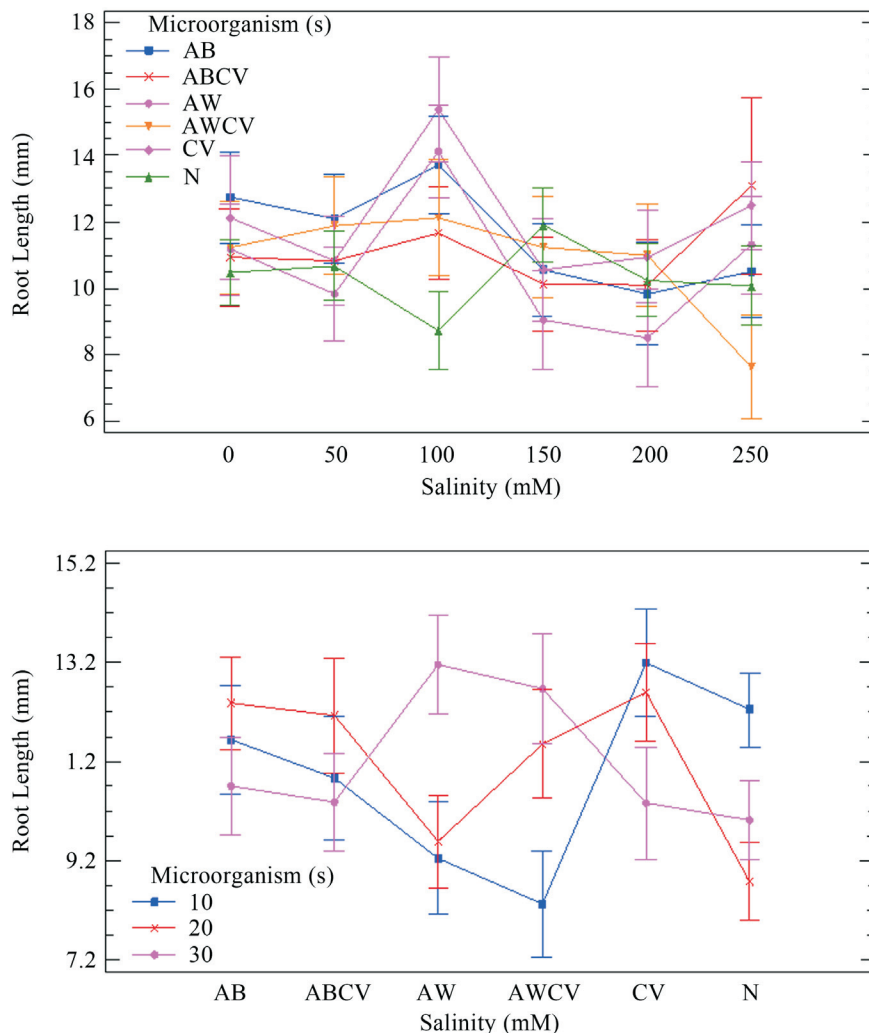 18
16
14
12
10
8
6
Root Length (mm)
Microorganism (s)
AB
ABCV
AW
AWCV
CV
N
0 50 100 150 200 250
Salinity (mM)
15.2
13.2
1.2
9.2
7.2
Root Length (mm)
Microorganism (s)
10
20
30
AB ABCV AW AWCV CV N
Salinity (mM)